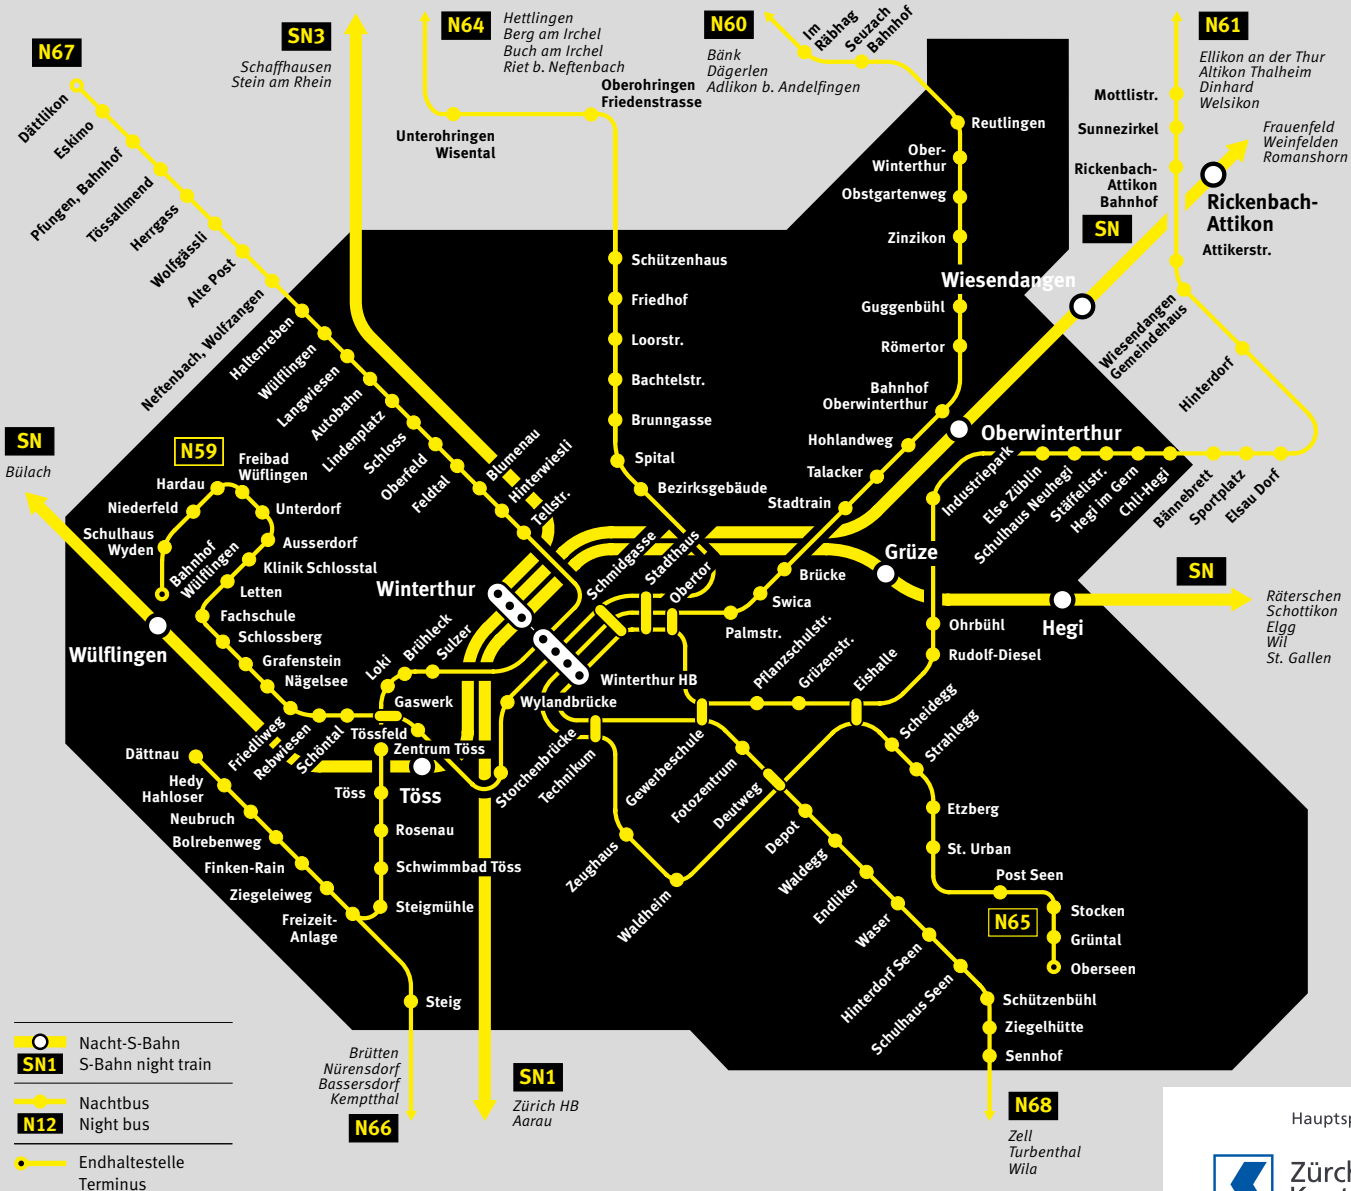 N67
SN3
Schaffhausen
Stein am Rhein
N64
Hettlingen
Berg am Irchel
Buch am Irchel
Riet b. Neftenbach
N60
Bänk
Dägerlen
Adlikon b. Andelfingen
Im
Räbhag
Seuzach
Bahnhof
N61
Ellikon an der Thur
Altikon Thalheim
Dinhard
Welsikon
Frauenfeld
Weinfelden
Romanshorn
Dättlikon
Eskimo
Pfungen, Bahnhof
Tössallmend
Herrgass
Wolfgässli
Alte Post
Neftenbach, Wolfzangen
Haltenreben
Wülflingen
Langwiesen
Autobahn
Lindenplatz
Schloss
Oberfeld
Feldtal
Blumenau
Hinterwiesli
Tellstr.
Unterohringen
Wisental
Oberohringen
Friedenstrasse
Schützenhaus
Friedhof
Loorstr.
Bachtelstr.
Brunngasse
Spital
Bezirksgebäude
Reutlingen
Ober-
Winterthur
Obstgartenweg
Zinzikon
Wiesendangen
Guggenbühl
Römertor
Bahnhof
Oberwinterthur
Hohlandweg
Talacker
Stadtrain
Mottlistr.
Sunnezirkel
Rickenbach-
Attikon
Bahnhof
Rickenbach-
Attikon
SN
Attikerstr.
Wiesendangen
Gemeindehaus
Hinterdorf
Oberwinterthur
Industriepark
Else Züblin
Schulhaus Neuhegi
Stäffelistr.
Hegi im Gern
Chli-Hegi
Bännebrett
Sportplatz
Elsau Dorf
SN
Bülach
N59
Hardau
Freibad
Wüflingen
Niederfeld
Unterdorf
Schulhaus
Wyden
Ausserdorf
Bahnhof
Wülflingen
Klinik Schlosstal
Letten
Fachschule
Schlossberg
Grafenstein
Nägelsee
Wülflingen
Friedliweg
Rebwiesen
Schöntal
Loki
Brühleck
Sulzer
Gaswerk
Tössfeld
Winterthur
Schmidgasse
Stadthaus
Obertor
Winterthur HB
Wylandbrücke
Storchenbrücke
Technikum
Palmstr.
Swica
Brücke
Grüze
Hegi
SN
Räterschen
Schottikon
Elgg
Wil
St. Gallen
Ohrbühl
Rudolf-Diesel
Pflanzschulstr.
Grüzenstr.
Eishalle
Scheidegg
Strahlegg
Gewerbeschule
Fotozentrum
Deutweg
Zeughaus
Waldheim
Depot
Waldegg
Endliker
Waser
Hinterdorf Seen
Schulhaus Seen
Etzberg
St. Urban
Post Seen
N65
Stocken
Grüntal
Oberseen
Schützenbühl
Ziegelhütte
Sennhof
N68
Zell
Turbenthal
Wila
Zentrum Töss
Töss
Töss
Rosenau
Schwimmbad Töss
Steigmühle
Dättnau
Hedy
Hahloser
Neubruch
Bolrebenweg
Finken-Rain
Ziegeleiweg
Freizeit-
Anlage
Steig
Brütten
Nürensdorf
Bassersdorf
Kemptthal
N66
SN1
Zürich HB
Aarau
Nacht-S-Bahn
SN1 S-Bahn night train
Nachtbus
N12 Night bus
Endhaltestelle
Terminus
Hauptsp
Zürch